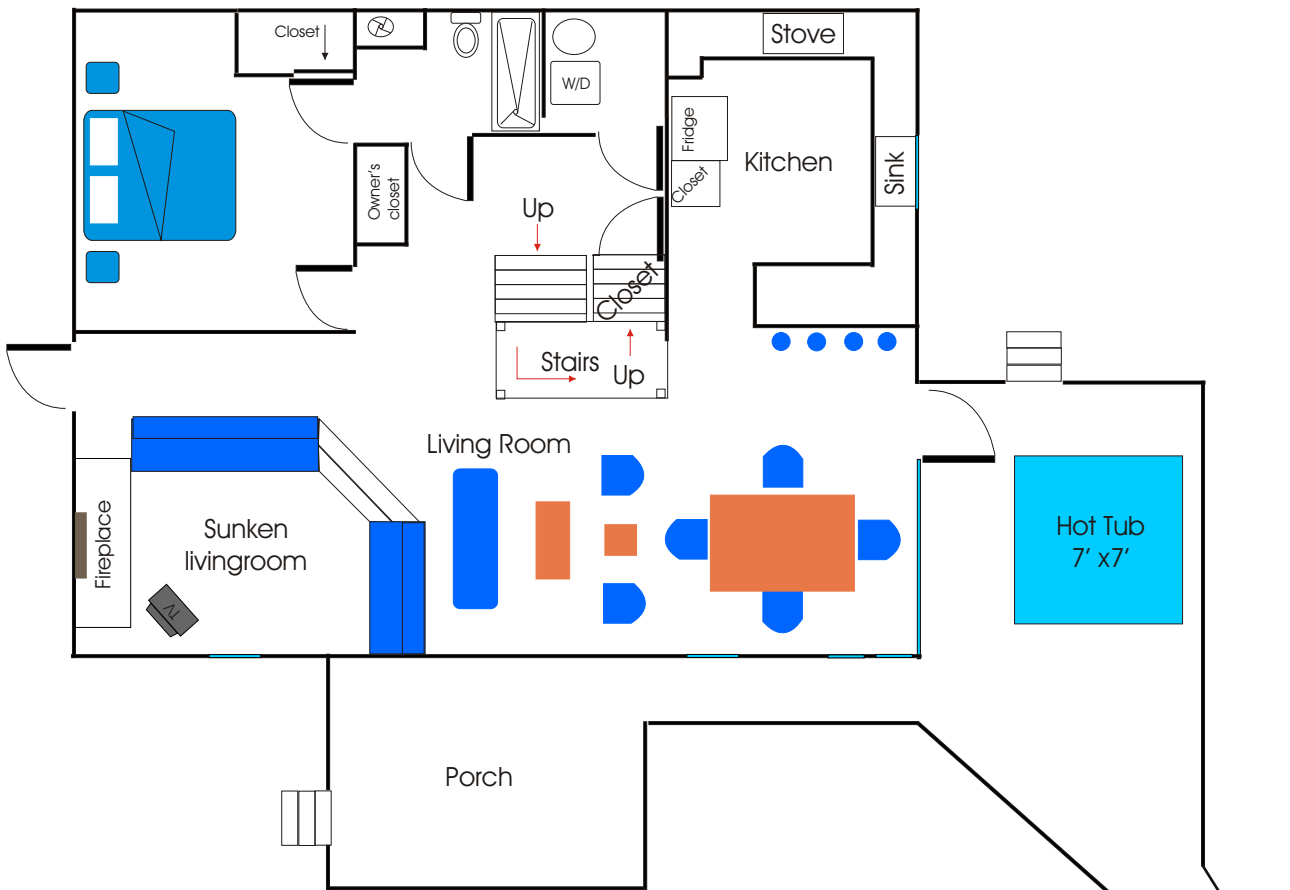 Closet
Stove
W/D
Fridge
Kitchen
Closet
Sink
Owner's
closet
Up
Closet
Stairs
Up
Living Room
Fireplace
Sunken
livingroom
TV
Hot Tub
7' x7'
Porch